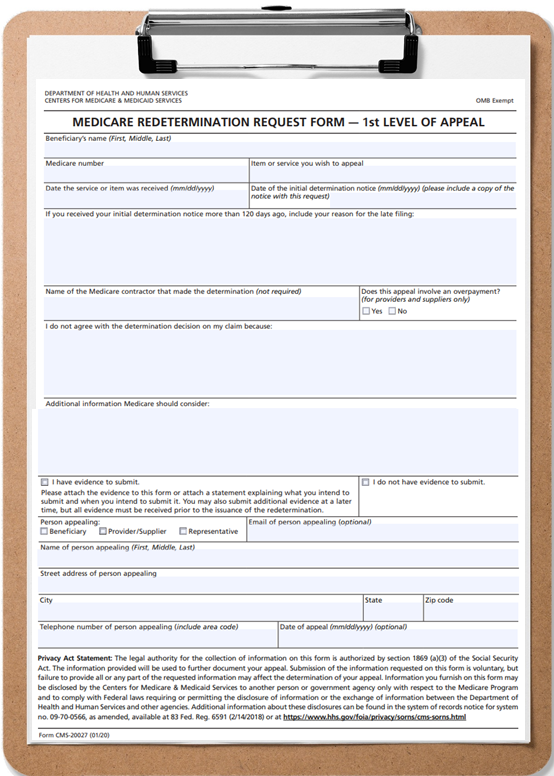 DEPARTMENT OF HEALTH AND HUMAN SERVICES
CENTERS FOR MEDICARE & MEDICAID SERVICES
OMB Exempt
MEDICARE REDETERMINATION REQUEST FORM — 1st LEVEL OF APPEAL
Beneficiary's name (First, Middle, Last)
Medicare number
Item or service you wish to appeal
Date the service or item was received (mm/dd/yyyy)
Date of the initial determination notice (mm/dd/yyyy) (please include a copy of the
notice with this request)
If you received your initial determination notice more than 120 days ago, include your reason for the late filing:
Name of the Medicare contractor that made the determination (not required)
Does this appeal involve an overpayment?
(for providers and suppliers only)
Yes No
I do not agree with the determination decision on my claim because:
Additional information Medicare should consider:
I have evidence to submit.
Please attach the evidence to this form or attach a statement explaining what you intend to
submit and when you intend to submit it. You may also submit additional evidence at a later
time, but all evidence must be received prior to the issuance of the redetermination.
I do not have evidence to submit.
Person appealing:
Beneficiary Provider/Supplier Representative
Email of person appealing (optional)
Name of person appealing (First, Middle, Last)
Street address of person appealing
City
State
Zip code
Telephone number of person appealing (include area code)
Date of appeal (mm/dd/yyyy) (optional)
Privacy Act Statement: The legal authority for the collection of information on this form is authorized by section 1869 (a)(3) of the Social Security
Act. The information provided will be used to further document your appeal. Submission of the information requested on this form is voluntary, but
failure to provide all or any part of the requested information may affect the determination of your appeal. Information you furnish on this form may
be disclosed by the Centers for Medicare & Medicaid Services to another person or government agency only with respect to the Medicare Program
and to comply with Federal laws requiring or permitting the disclosure of information or the exchange of information between the Department of
Health and Human Services and other agencies. Additional information about these disclosures can be found in the system of records notice for system
no. 09-70-0566, as amended, available at 83 Fed. Reg. 6591 (2/14/2018) or at https://www.hhs.gov/foia/privacy/sorns/cms-sorns.html
Form CMS-20027 (01/20)